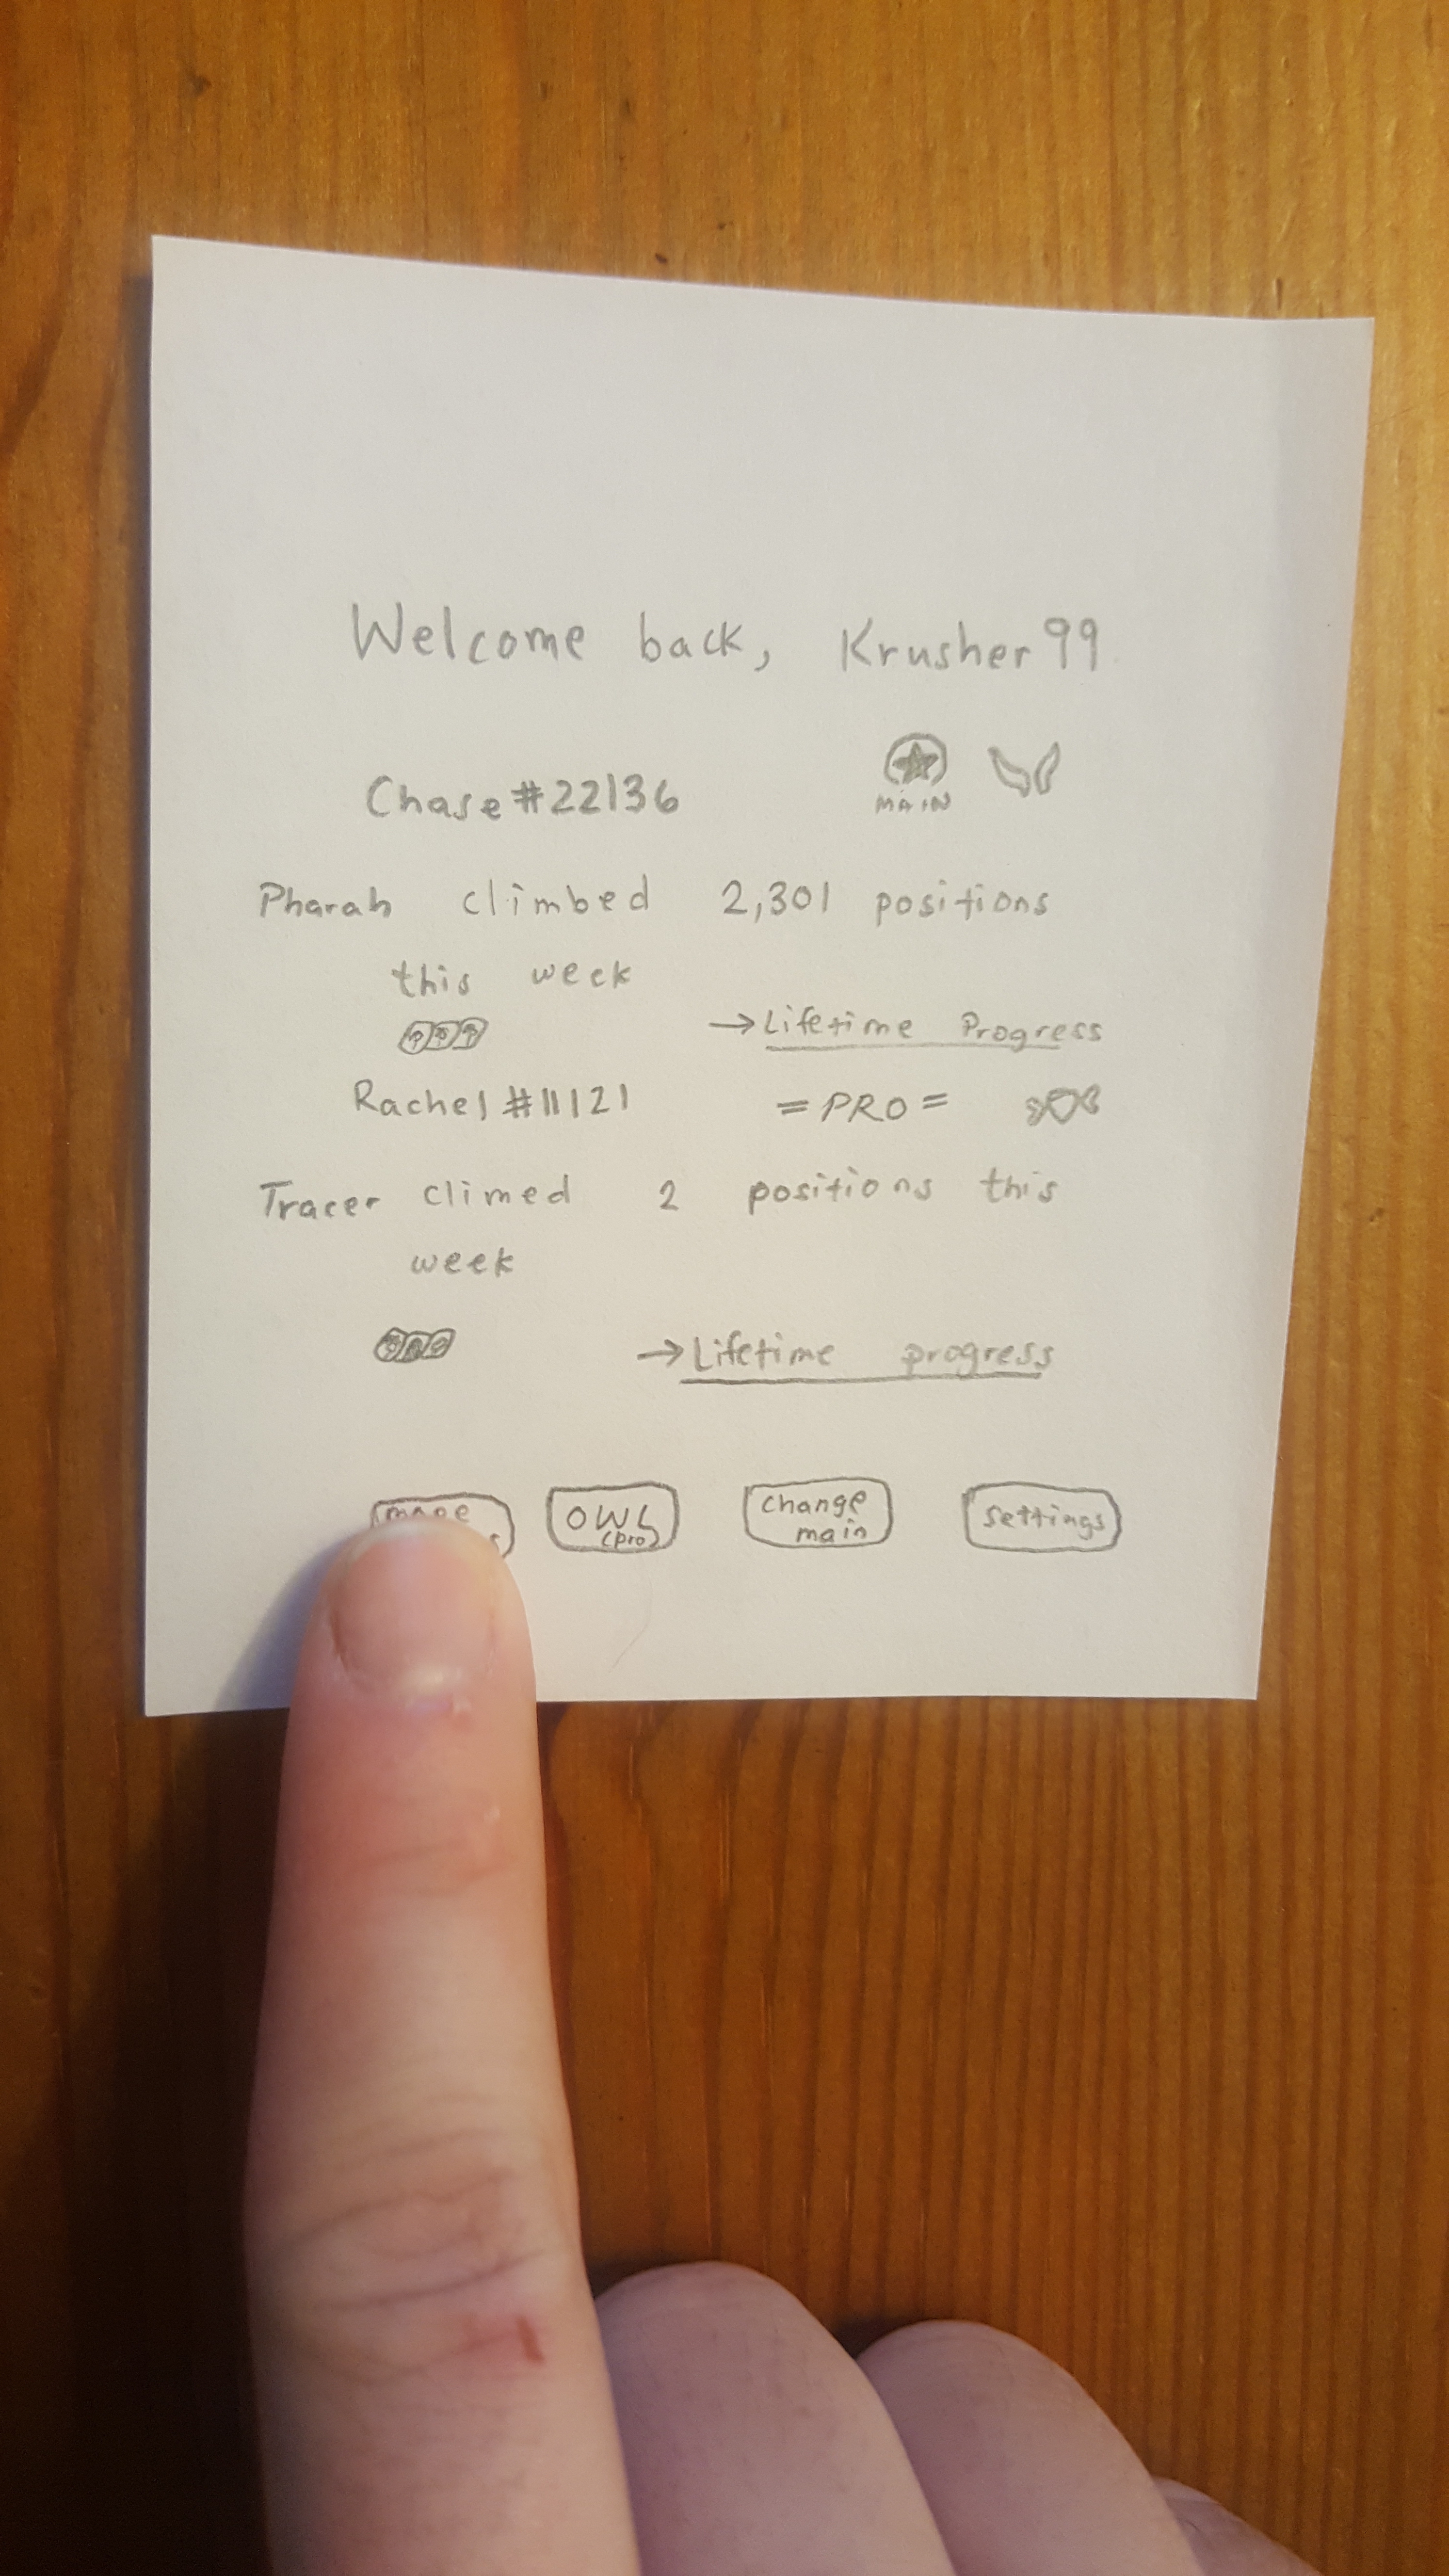 Welcome back, Krusher99
Chase#22136
MAIN
Pharah climbed 2,301 positions
this week
→Lifetime Progress
Rachel#11121 =PRO=
Tracer climed 2 positions this
week
→Lifetime progress
OWL
(pro)
change
main
settings